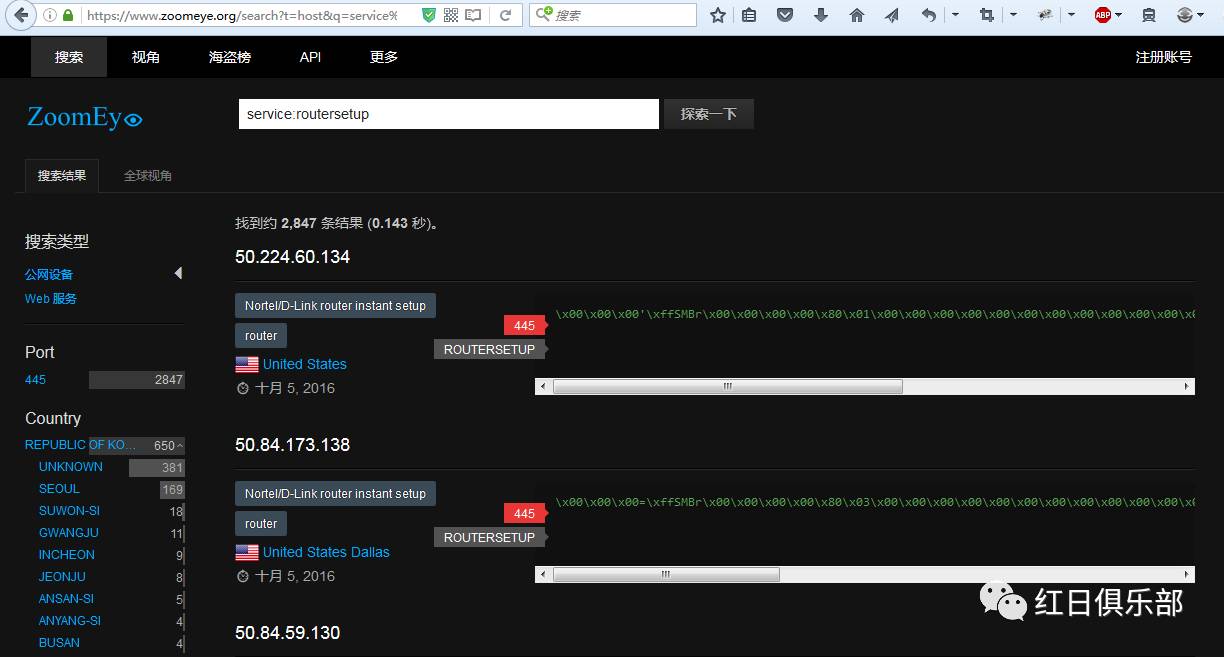 https://www.zoomeye.org/search?t=host&q=service%
搜索
ABP
搜索 视角 海盗榜 API 更多 注册账号
ZoomEye
service:routersetup 探索一下
搜索结果 全球视角
找到约 2,847 条结果 (0.143 秒)。
搜索类型
公网设备
Web 服务
Port
445 2847
Country
REPUBLIC OF KO... 650
UNKNOWN 381
SEOUL 169
SUWON-SI 18
GWANGJU 11
INCHEON 9
JEONJU 8
ANSAN-SI 5
ANYANG-SI 4
BUSAN 4
50.224.60.134
Nortel/D-Link router instant setup
router
United States
十月 5, 2016
445
ROUTERSETUP
\x00\x00\x00'\xffSMBr\x00\x00\x00\x00\x80\x01\x00\x00\x00\x00\x00\x00\x00\x00\x00\x00\x0
50.84.173.138
Nortel/D-Link router instant setup
router
United States Dallas
十月 5, 2016
445
ROUTERSETUP
\x00\x00\x00=\xffSMBr\x00\x00\x00\x00\x80\x03\x00\x00\x00\x00\x00\x00\x00\x00\x00\x00\x0
50.84.59.130
红日俱乐部